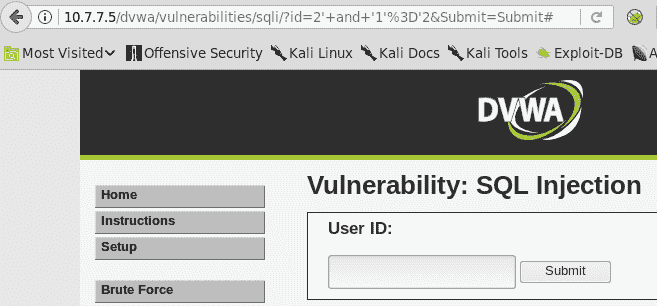 10.7.7.5/dvwa/vulnerabilities/sqli/?id=2'+and+'1'%3D'2&Submit=Submit#
Most Visited Offensive Security Kali Linux Kali Docs Kali Tools Exploit-DB A
DVWA
Vulnerability: SQL Injection
Home
Instructions
Setup
Brute Force
User ID:
Submit